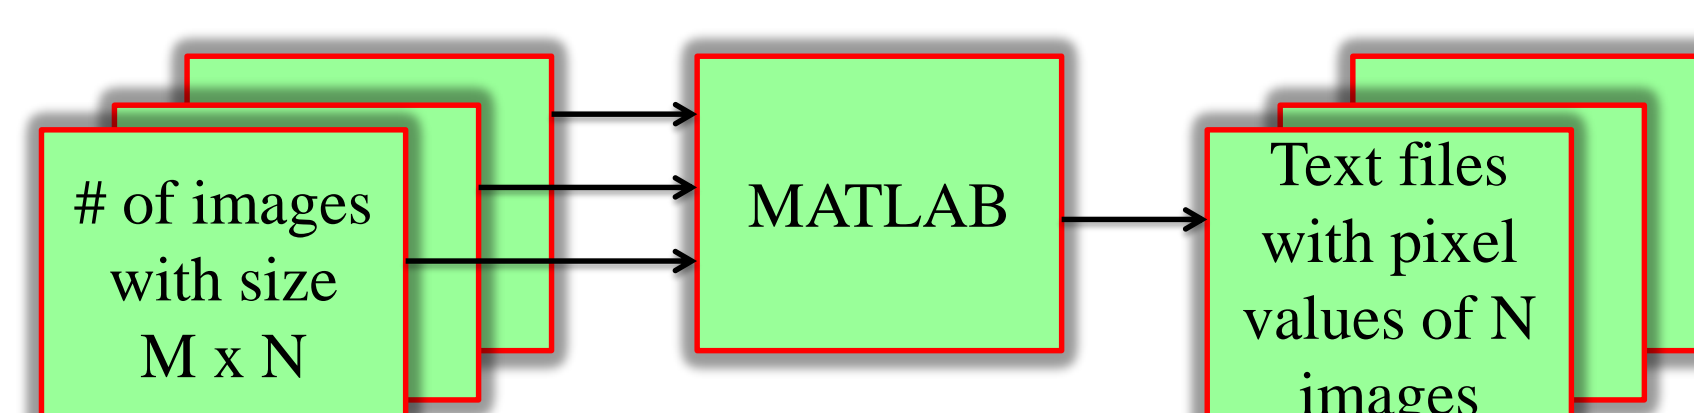 # of images
with size
M x N
MATLAB
Text files
with pixel
values of N
images